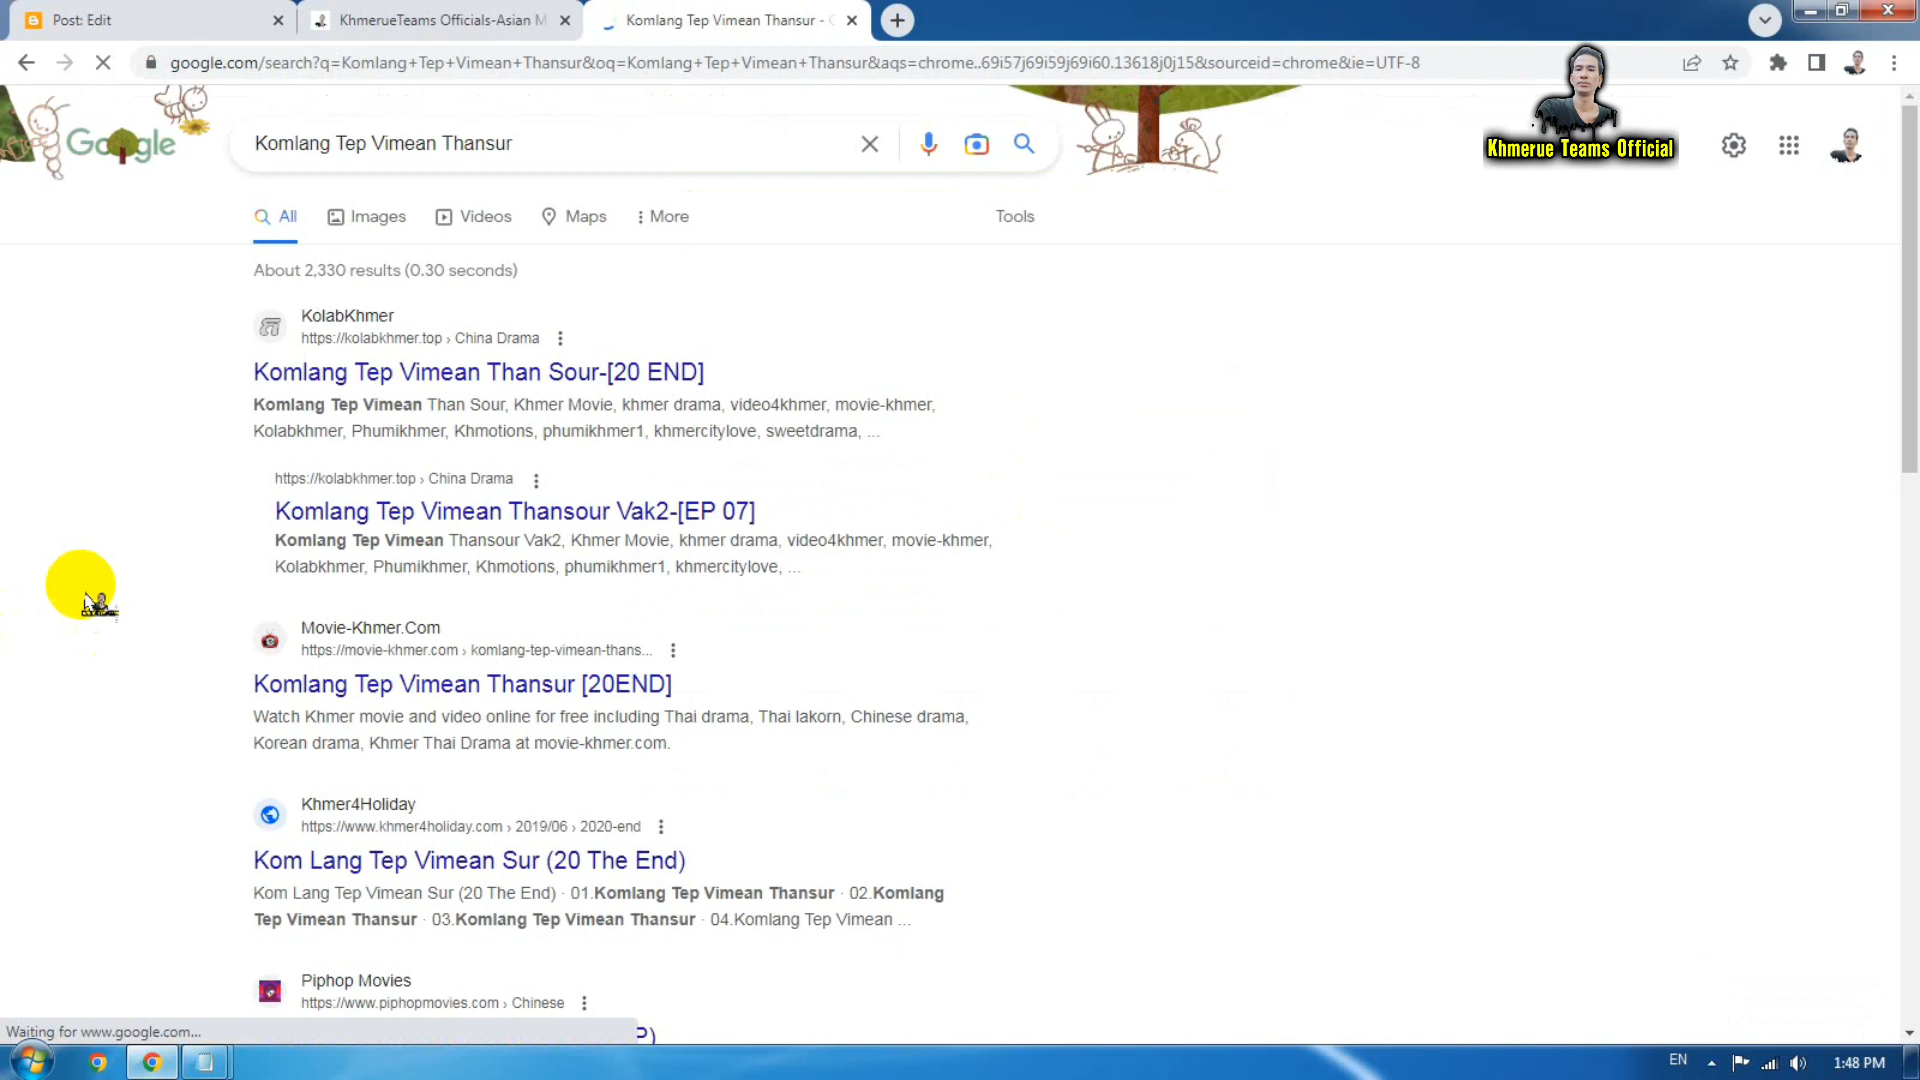 Post: Edit
KhmerueTeams Officials-Asian M
Komlang Tep Vimean Thansur - G
google.com/search?q=Komlang+Tep+Vimean+Thansur&oq=Komlang+Tep+Vimean+Thansur&aqs=chrome..69i57j69i59j69i60.13618j0j15&sourceid=chrome&ie=UTF-8
Google
Komlang Tep Vimean Thansur
Khmerue Teams Official
All
Images
Videos
Maps
More
Tools
About 2,330 results (0.30 seconds)
KolabKhmer
https://kolabkhmer.top › China Drama
Komlang Tep Vimean Than Sour-[20 END]
Komlang Tep Vimean Than Sour, Khmer Movie, khmer drama, video4khmer, movie-khmer,
Kolabkhmer, Phumikhmer, Khmotions, phumikhmer1, khmercitylove, sweetdrama, ...
https://kolabkhmer.top › China Drama
Komlang Tep Vimean Thansour Vak2-[EP 07]
Komlang Tep Vimean Thansour Vak2, Khmer Movie, khmer drama, video4khmer, movie-khmer,
Kolabkhmer, Phumikhmer, Khmotions, phumikhmer1, khmercitylove, ...
Movie-Khmer.Com
https://movie-khmer.com › komlang-tep-vimean-thans...
Komlang Tep Vimean Thansur [20END]
Watch Khmer movie and video online for free including Thai drama, Thai lakorn, Chinese drama,
Korean drama, Khmer Thai Drama at movie-khmer.com.
Khmer4Holiday
https://www.khmer4holiday.com › 2019/06 › 2020-end
Kom Lang Tep Vimean Sur (20 The End)
Kom Lang Tep Vimean Sur (20 The End) · 01.Komlang Tep Vimean Thansur · 02.Komlang
Tep Vimean Thansur · 03.Komlang Tep Vimean Thansur · 04.Komlang Tep Vimean ...
Piphop Movies
https://www.piphopmovies.com › Chinese
Waiting for www.google.com...
EN
1:48 PM